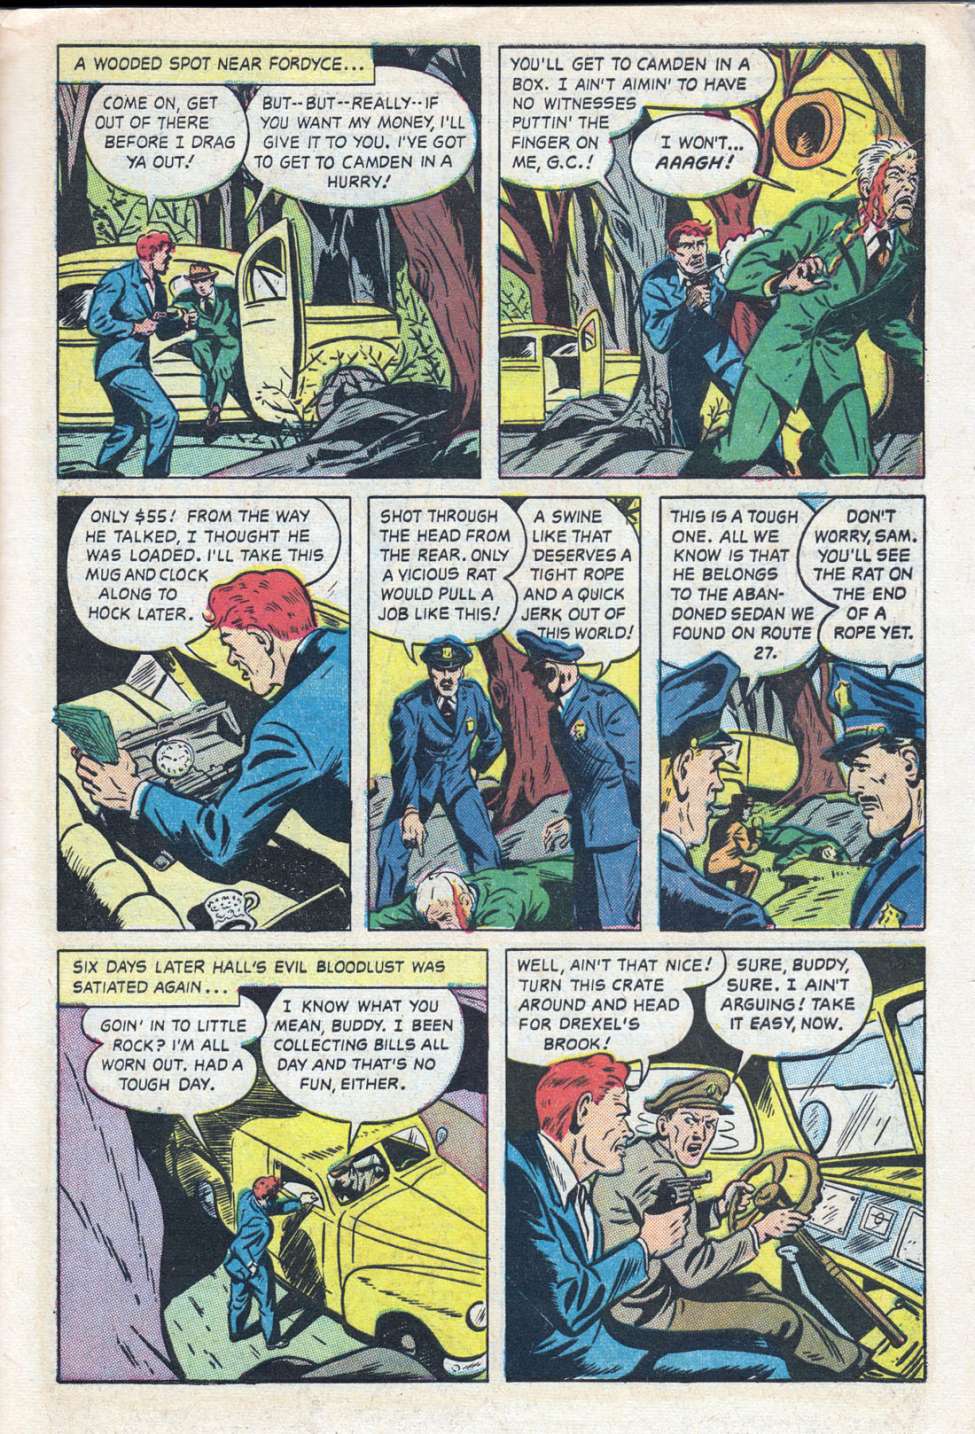 A WOODED SPOT NEAR FORDYCE...
COME ON, GET
OUT OF THERE
BEFORE I DRAG
YA OUT!
BUT--BUT--REALLY--IF
YOU WANT MY MONEY, I'LL
GIVE IT TO YOU. I'VE GOT
TO GET TO CAMDEN IN A
HURRY!
YOU'LL GET TO CAMDEN IN A
BOX. I AIN'T AIMIN' TO HAVE
NO WITNESSES
PUTTIN' THE
FINGER ON
ME, G.C.!
I WON'T...
AAAGH!
ONLY $55! FROM THE WAY
HE TALKED, I THOUGHT HE
WAS LOADED. I'LL TAKE THIS
MUG AND CLOCK
ALONG TO
HOCK LATER.
SHOT THROUGH
THE HEAD FROM
THE REAR. ONLY
A VICIOUS RAT
WOULD PULL A
JOB LIKE THIS!
A SWINE
LIKE THAT
DESERVES A
TIGHT ROPE
AND A QUICK
JERK OUT OF
THIS WORLD!
THIS IS A TOUGH
ONE. ALL WE
KNOW IS THAT
HE BELONGS
TO THE ABAN-
DONED SEDAN WE
FOUND ON ROUTE
27.
DON'T
WORRY, SAM.
YOU'LL SEE
THE RAT ON
THE END
OF A
ROPE YET.
SIX DAYS LATER HALL'S EVIL BLOODLUST WAS
SATIATED AGAIN...
GOIN' IN TO LITTLE
ROCK? I'M ALL
WORN OUT. HAD A
TOUGH DAY.
I KNOW WHAT YOU
MEAN, BUDDY. I BEEN
COLLECTING BILLS ALL
DAY AND THAT'S NO
FUN, EITHER.
WELL, AIN'T THAT NICE!
TURN THIS CRATE
AROUND AND HEAD
FOR DREXEL'S
BROOK!
SURE, BUDDY,
SURE. I AIN'T
ARGUING! TAKE
IT EASY, NOW.